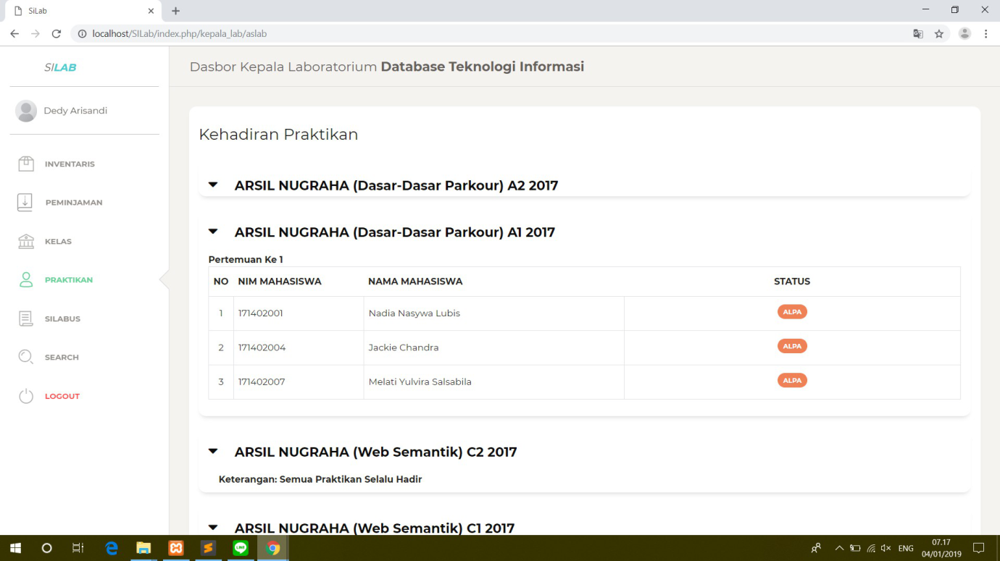 SiLab
localhost/SILab/index.php/kepala_lab/aslab
SILAB
Dasbor Kepala Laboratorium Database Teknologi Informasi
Dedy Arisandi
INVENTARIS
PEMINJAMAN
KELAS
PRAKTIKAN
SILABUS
SEARCH
LOGOUT
Kehadiran Praktikan
ARSIL NUGRAHA (Dasar-Dasar Parkour) A2 2017
ARSIL NUGRAHA (Dasar-Dasar Parkour) A1 2017
Pertemuan Ke 1
NO NIM MAHASISWA NAMA MAHASISWA STATUS
1 171402001 Nadia Nasywa Lubis ALPA
2 171402004 Jackie Chandra ALPA
3 171402007 Melati Yulvira Salsabila ALPA
ARSIL NUGRAHA (Web Semantik) C2 2017
Keterangan: Semua Praktikan Selalu Hadir
ARSIL NUGRAHA (Web Semantik) C1 2017
ENG
07.17
04/01/2019